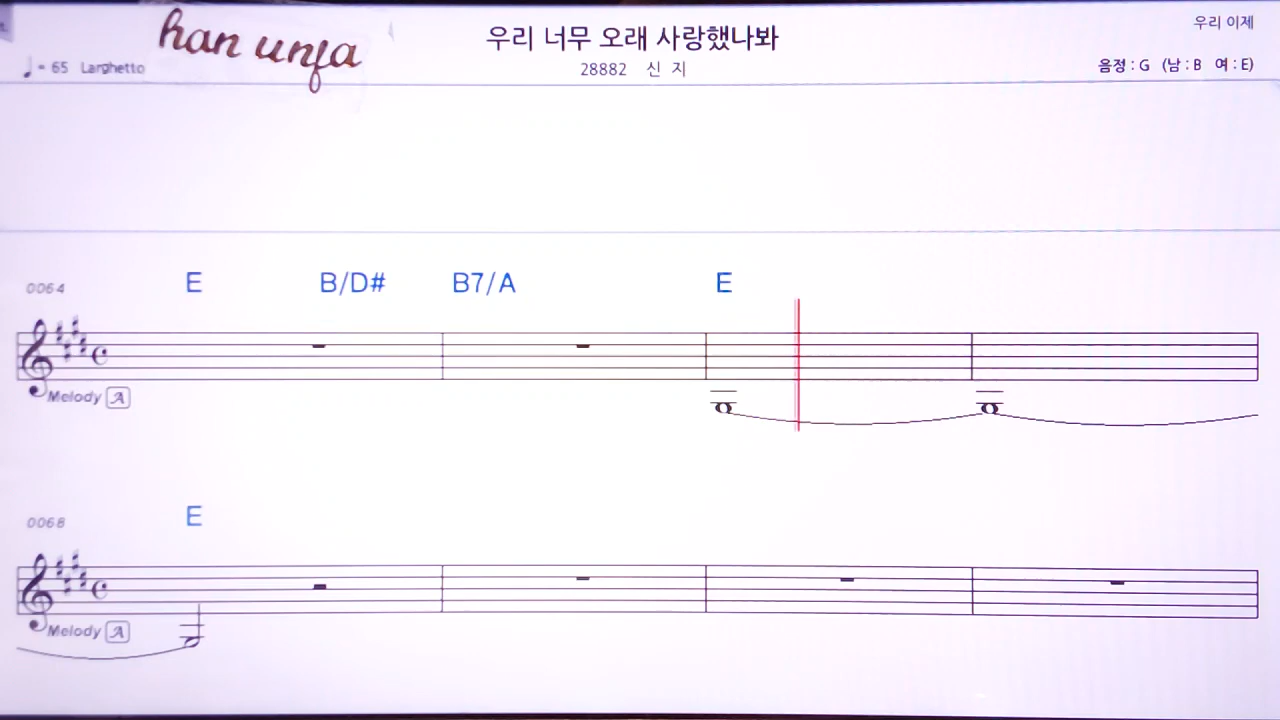 han unja
우리 너무 오래 사랑했나봐
우리 이제
♩ = 65 Larghetto
28882 신 지
음정 : G (남 : B 여 : E)
0064
E B/D# B7/A E
Melody A
0068
E
Melody A